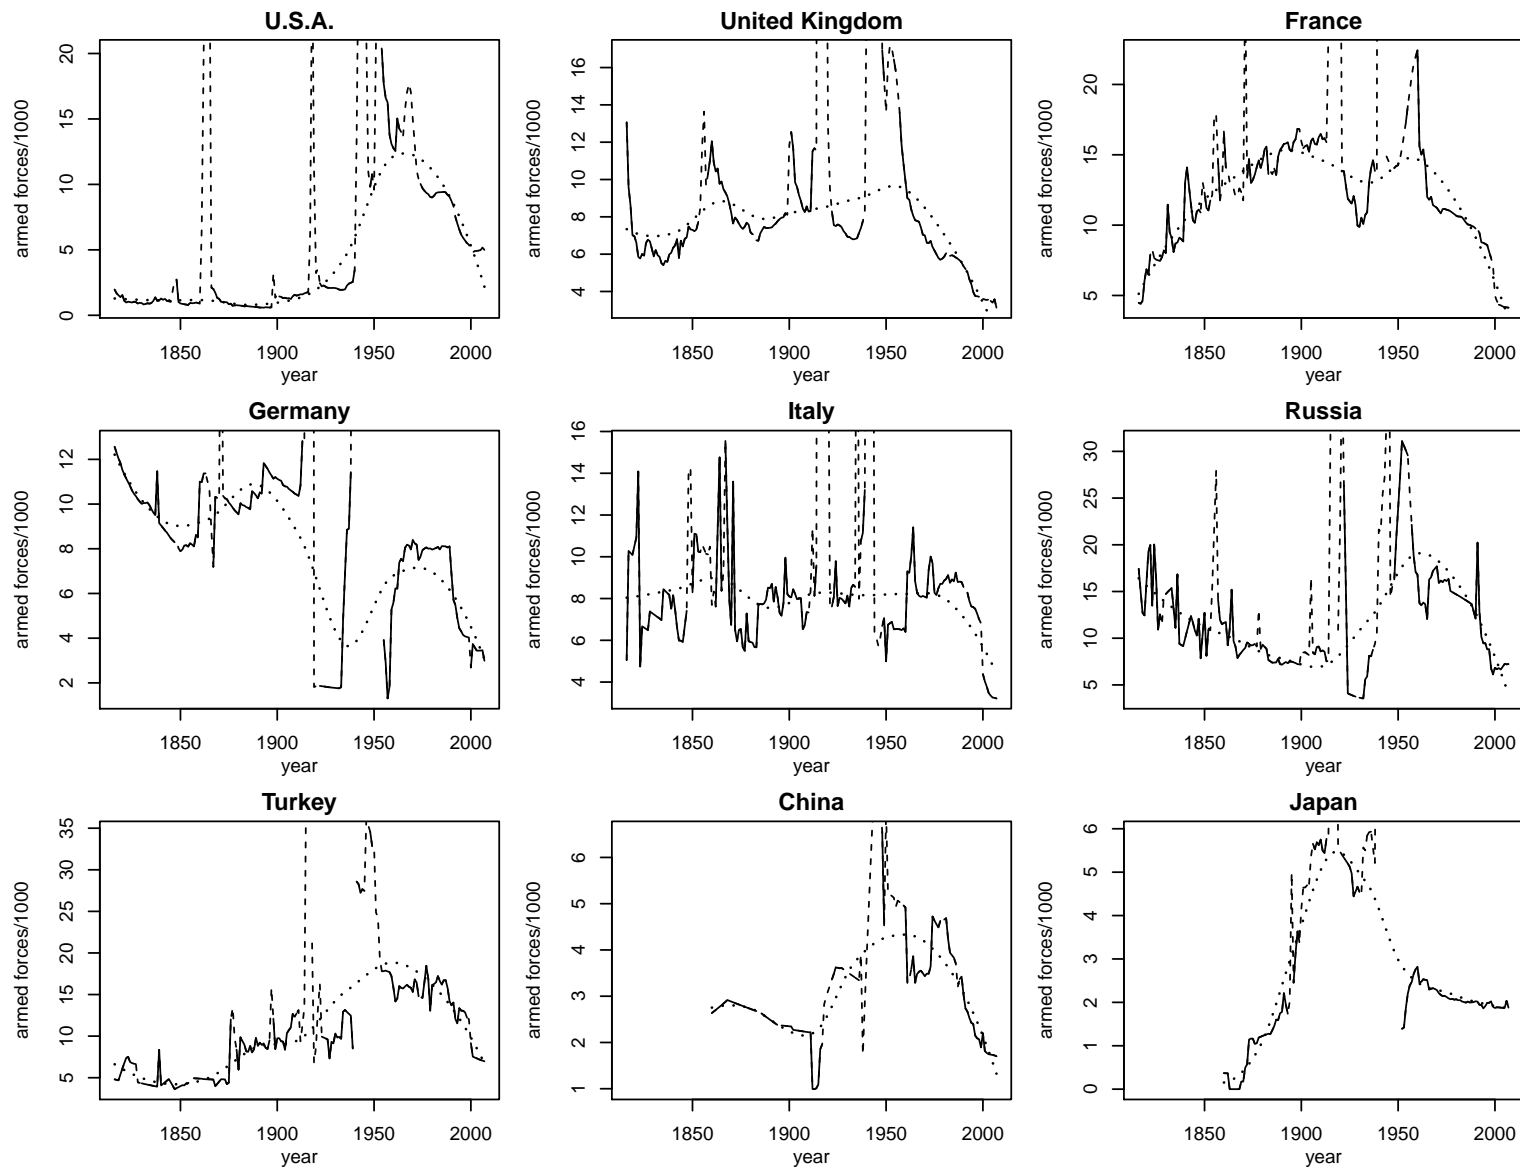 U.S.A.
armed forces/1000
0 5 10 15 20
1850 1900 1950 2000
year
United Kingdom
armed forces/1000
4 6 8 10 12 14 16
1850 1900 1950 2000
year
France
armed forces/1000
5 10 15 20
1850 1900 1950 2000
year
Germany
armed forces/1000
2 4 6 8 10 12
1850 1900 1950 2000
year
Italy
armed forces/1000
4 6 8 10 12 14 16
1850 1900 1950 2000
year
Russia
armed forces/1000
5 10 15 20 25 30
1850 1900 1950 2000
year
Turkey
armed forces/1000
5 10 15 20 25 30 35
1850 1900 1950 2000
year
China
armed forces/1000
1 2 3 4 5 6
1850 1900 1950 2000
year
Japan
armed forces/1000
0 1 2 3 4 5 6
1850 1900 1950 2000
year